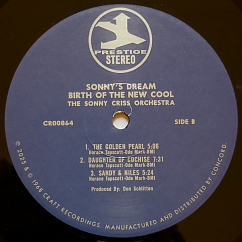 PRESTIGE
STEREO
SONNY'S DREAM
BIRTH OF THE NEW COOL
THE SONNY CRISS ORCHESTRA
CR00864
SIDE B
1. THE GOLDEN PEARL 5:06
Horace Tapscott-Ode Mark-BMI
2. DAUGHTER OF COCHISE 7:31
Horace Tapscott-Ode Mark-BMI
3. SANDY & NILES 5:24
Horace Tapscott-Ode Mark-BMI
Produced By: Don Schlitten
℗ 2025 & © 1968 CRAFT RECORDINGS. MANUFACTURED AND DISTRIBUTED BY CONCORD